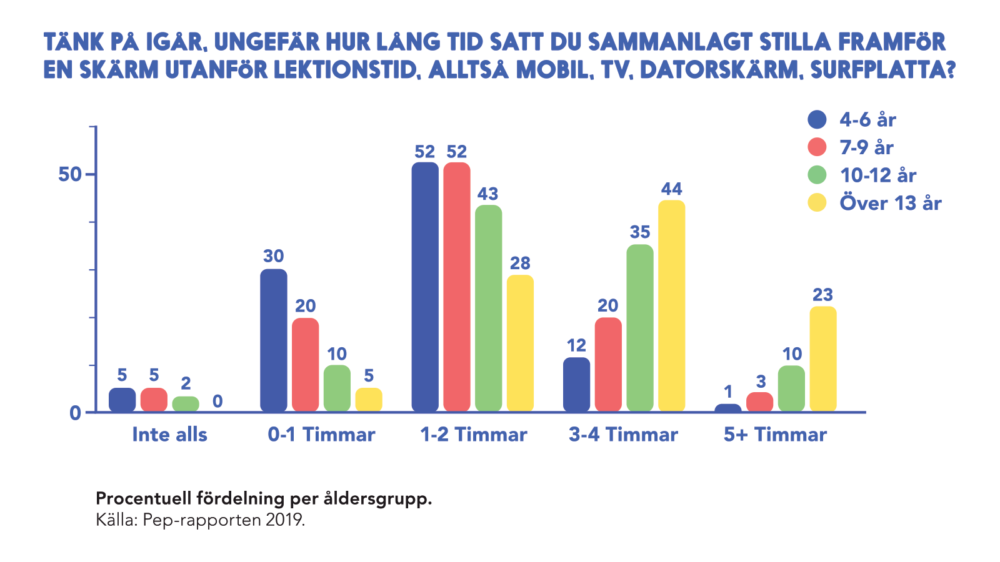 TÄNK PÅ IGÅR, UNGEFÄR HUR LÅNG TID SATT DU SAMMANLAGT STILLA FRAMFÖR
EN SKÄRM UTANFÖR LEKTIONSTID, ALLTSÅ MOBIL, TV, DATORSKÄRM, SURFPLATTA?
4-6 år
7-9 år
10-12 år
Över 13 år
50
0
5 5 2 0
30 20 10 5
52 52 43 28
12 20 35 44
1 3 10 23
Inte alls 0-1 Timmar 1-2 Timmar 3-4 Timmar 5+ Timmar
Procentuell fördelning per åldersgrupp.
Källa: Pep-rapporten 2019.